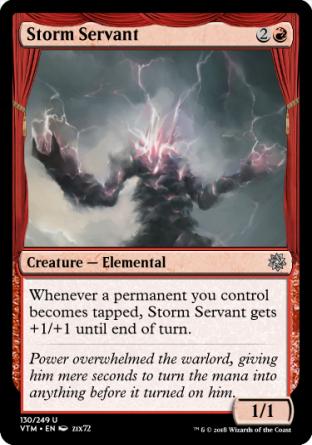 Storm Servant 2
Creature — Elemental
Whenever a permanent you control
becomes tapped, Storm Servant gets
+1/+1 until end of turn.
Power overwhelmed the warlord, giving
him mere seconds to turn the mana into
anything before it turned on him.
1/1
130/249 U
VTM • EN zix72
™ & © 2018 Wizards of the Coast